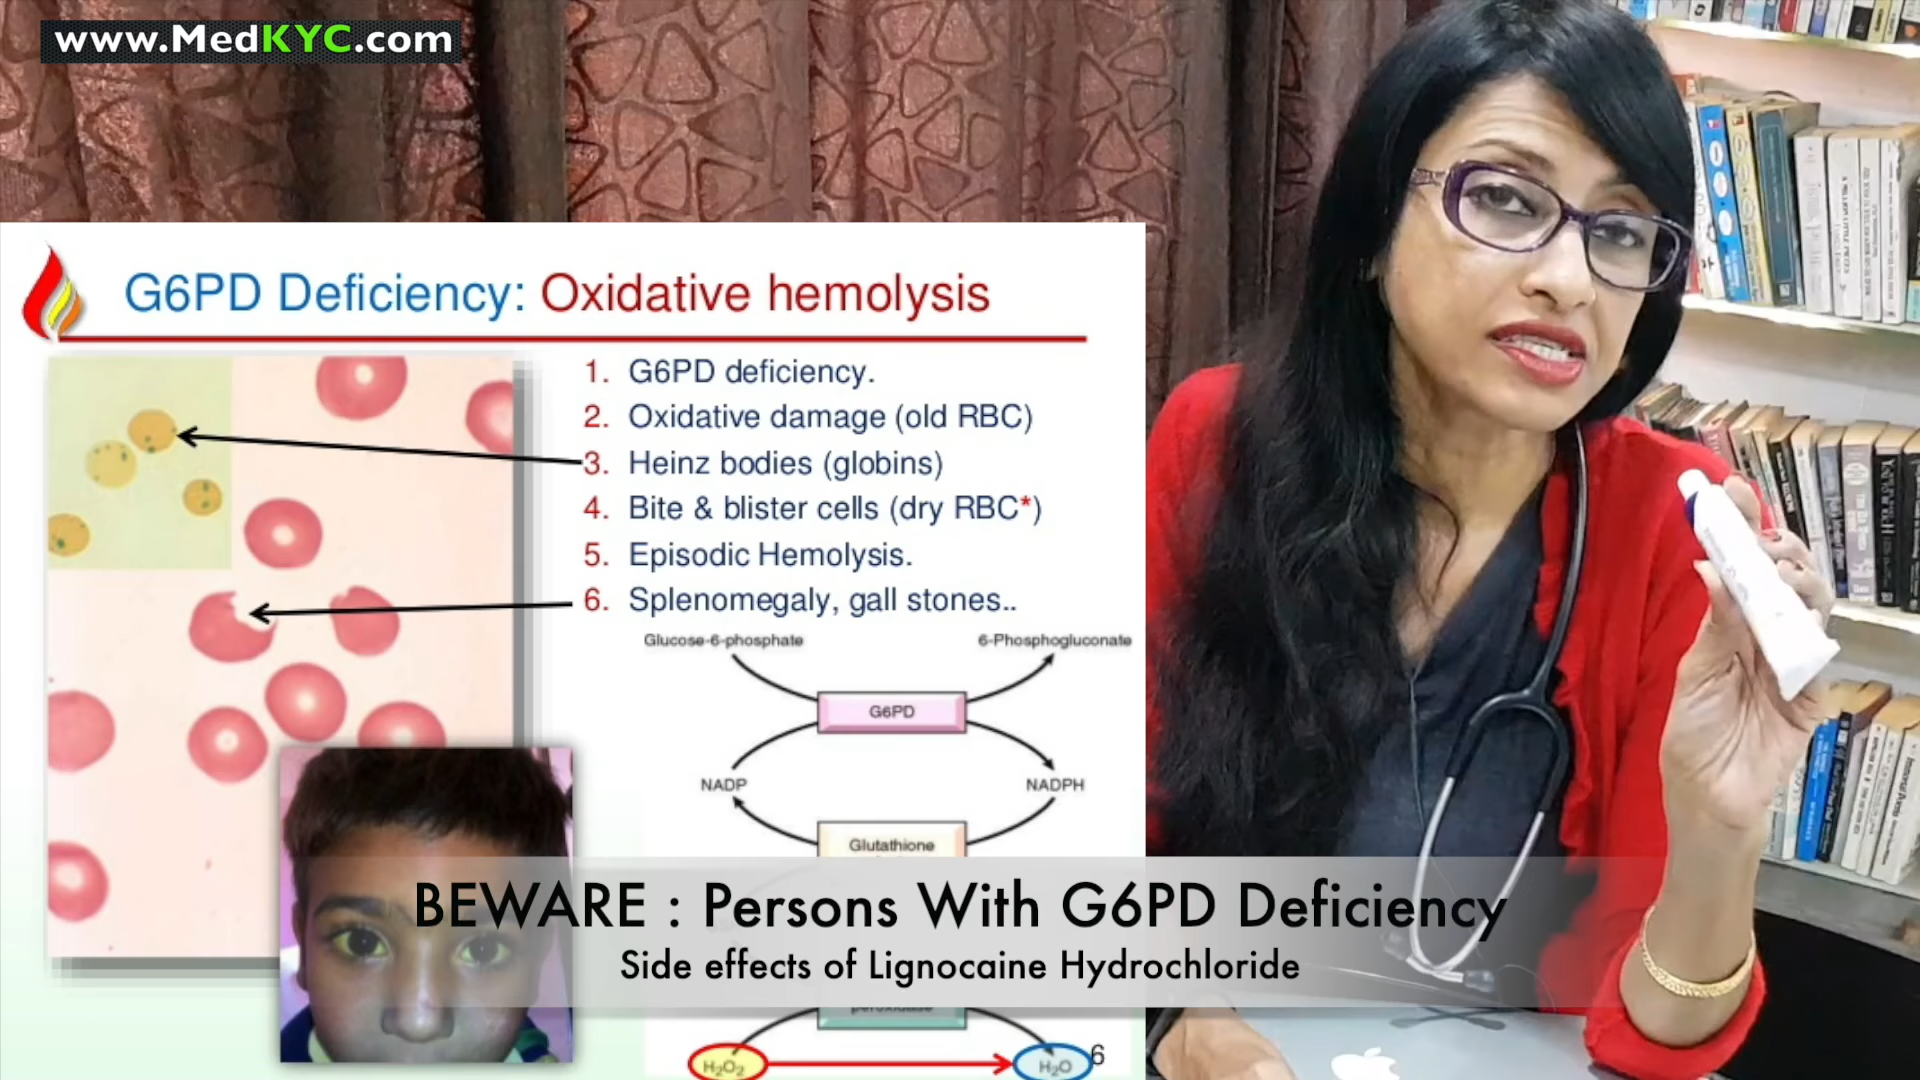 www.MedKYC.com
G6PD Deficiency: Oxidative hemolysis
1. G6PD deficiency.
2. Oxidative damage (old RBC)
3. Heinz bodies (globins)
4. Bite & blister cells (dry RBC*)
5. Episodic Hemolysis.
6. Splenomegaly, gall stones..
Glucose-6-phosphate
6-Phosphogluconate
G6PD
NADP
NADPH
Glutathione
BEWARE : Persons With G6PD Deficiency
Side effects of Lignocaine Hydrochloride
peroxidase
H₂O₂
H₂O
6